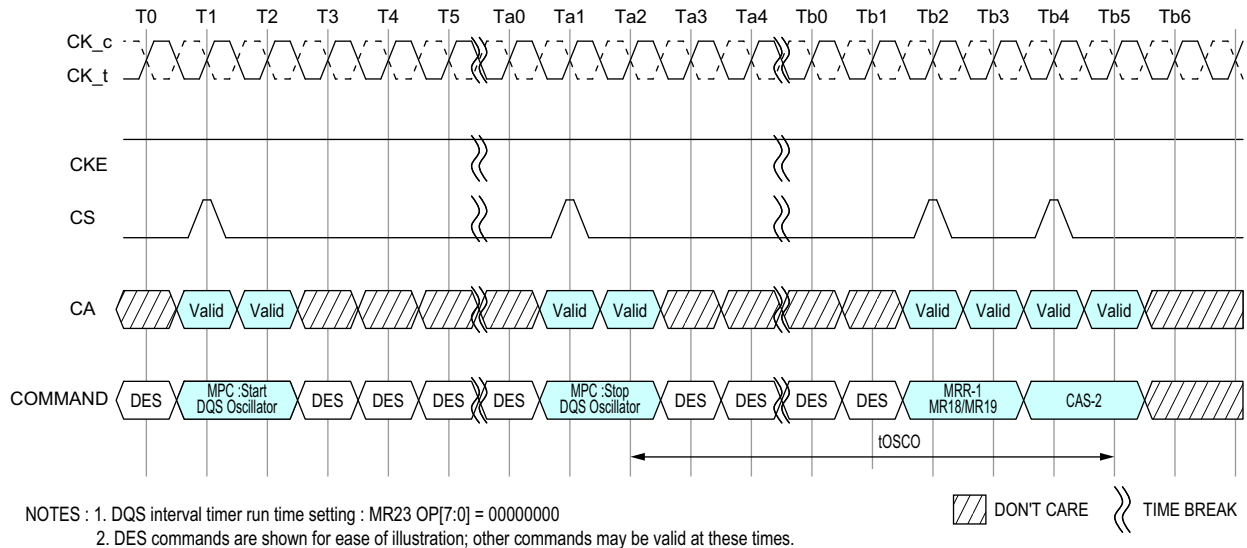 T0 T1 T2 T3 T4 T5 Ta0 Ta1 Ta2 Ta3 Ta4 Tb0 Tb1 Tb2 Tb3 Tb4 Tb5 Tb6
CK_c
CK_t
CKE
CS
CA Valid Valid Valid Valid Valid Valid Valid Valid
COMMAND DES MPC :Start DES DES DES DES MPC :Stop DES DES DES DES MRR-1 CAS-2
DQS Oscillator DQS Oscillator MR18/MR19
tOSCO
NOTES : 1. DQS interval timer run time setting : MR23 OP[7:0] = 00000000
2. DES commands are shown for ease of illustration; other commands may be valid at these times.
DON'T CARE TIME BREAK